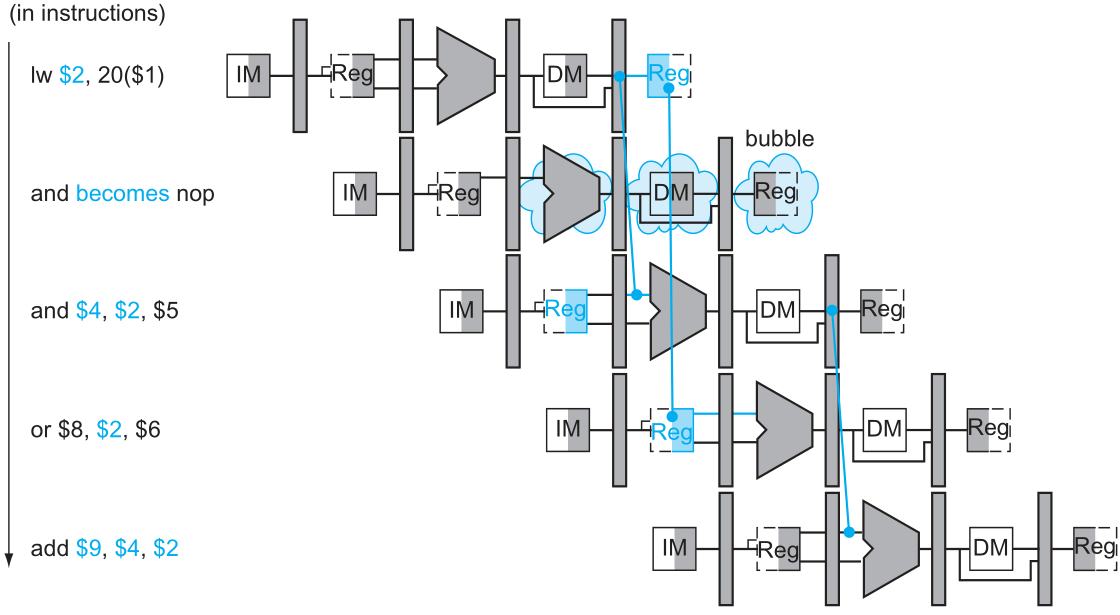 (in instructions)
lw $2, 20($1) IM Reg DM Reg
bubble
and becomes nop IM Reg DM Reg
and $4, $2, $5 IM Reg DM Reg
or $8, $2, $6 IM Reg DM Reg
add $9, $4, $2 IM Reg DM Reg